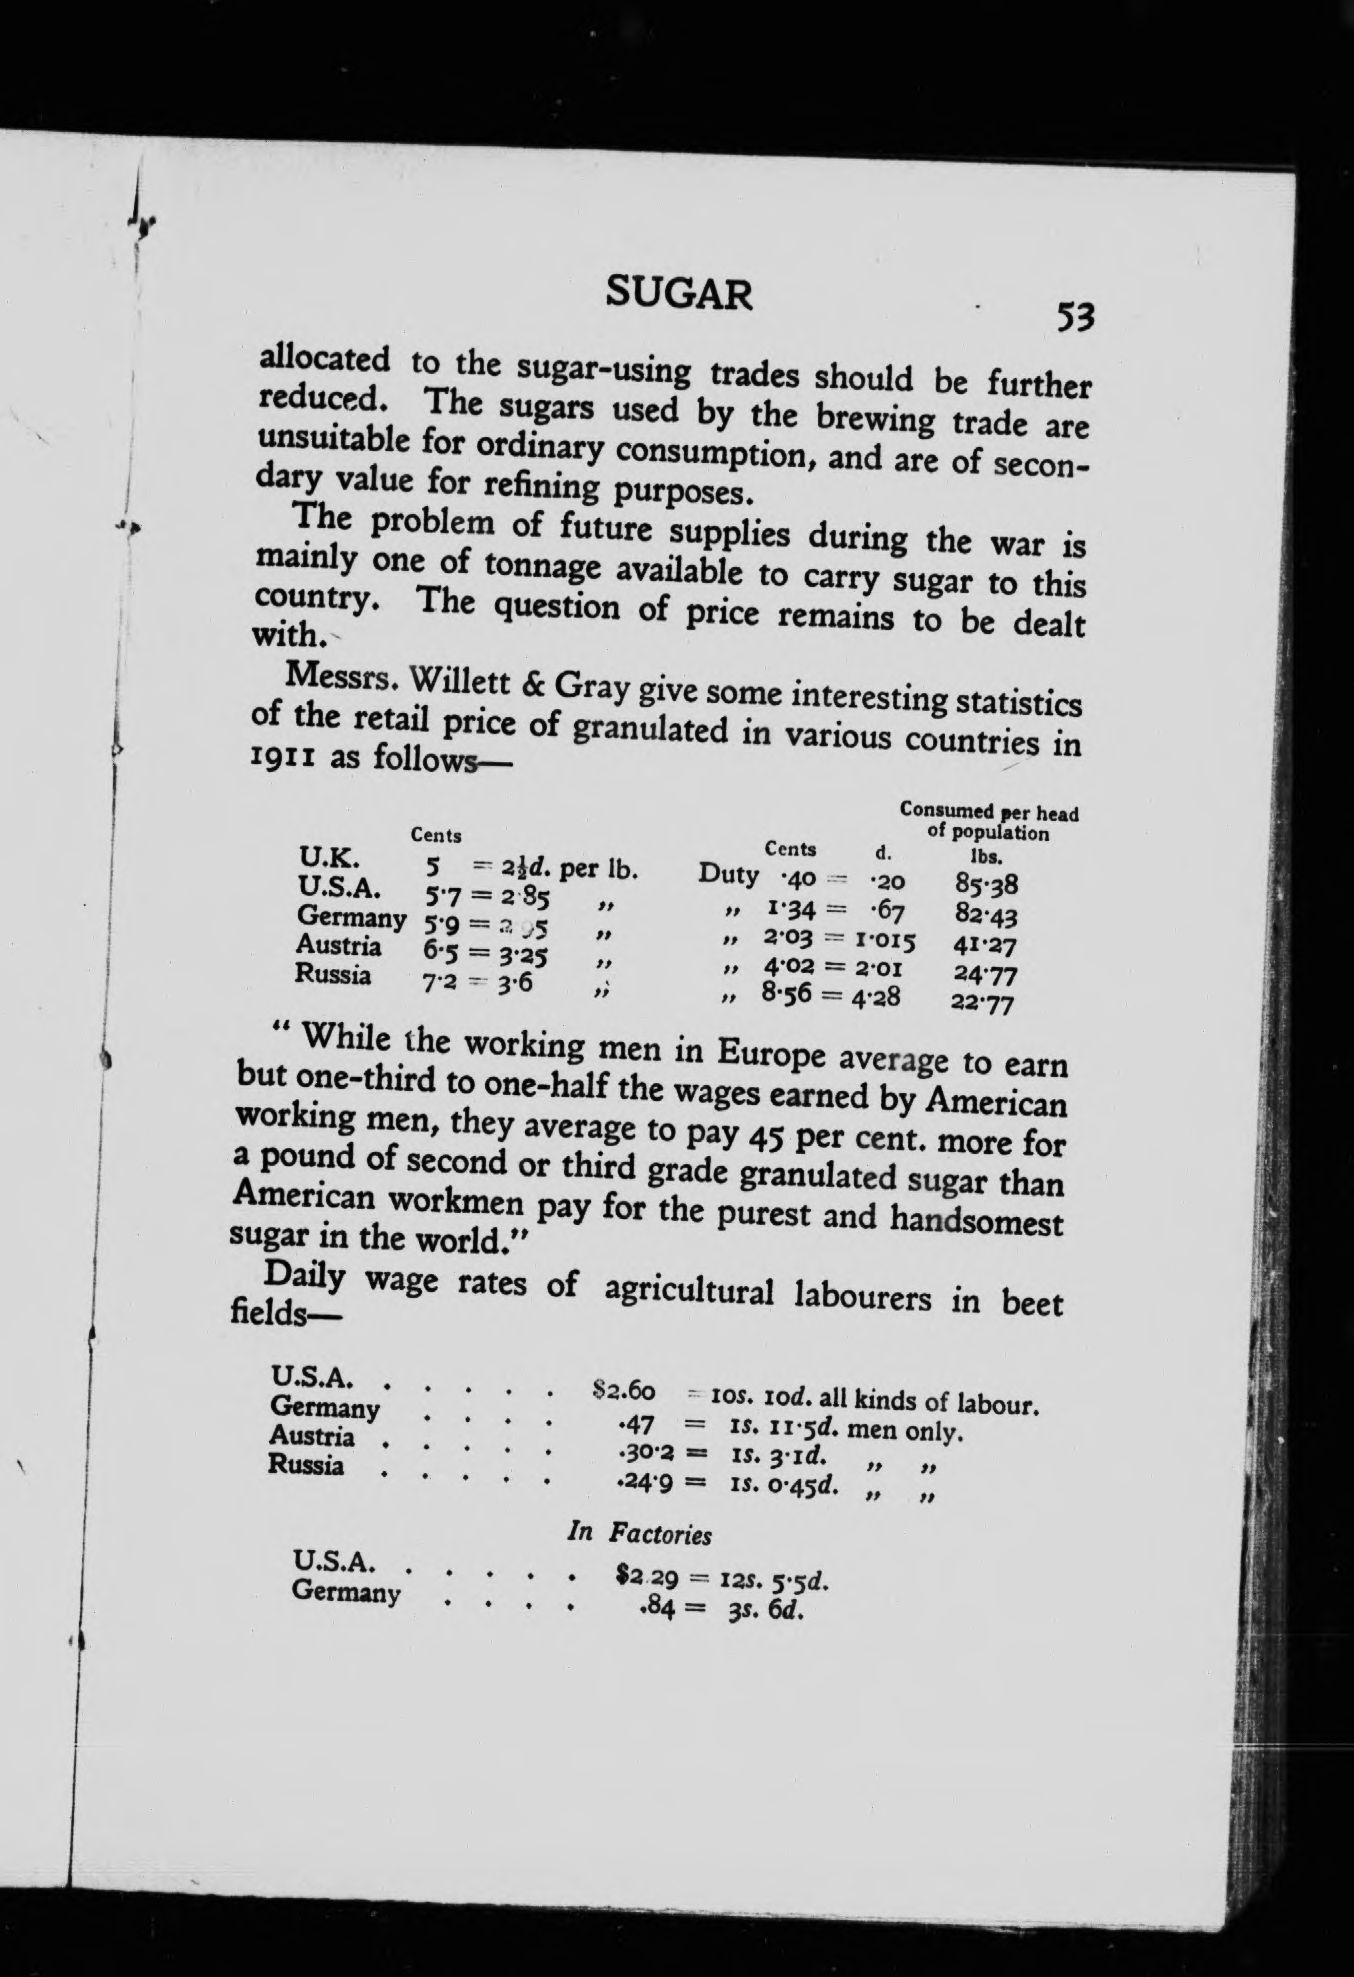 SUGAR 53
allocated to the sugar-using trades should be further
reduced. The sugars used by the brewing trade are
unsuitable for ordinary consumption, and are of secon-
dary value for refining purposes.
The problem of future supplies during the war is
mainly one of tonnage available to carry sugar to this
country. The question of price remains to be dealt
with.
Messrs. Willett & Gray give some interesting statistics
of the retail price of granulated in various countries in
1911 as follows—
Consumed per head
of population
Cents Cents d. lbs.
U.K. 5 = 2½d. per lb. Duty ·40 = ·20 85·38
U.S.A. 5·7 = 2·85 „ „ 1·34 = ·67 82·43
Germany 5·9 = 2·95 „ „ 2·03 = 1·015 41·27
Austria 6·5 = 3·25 „ „ 4·02 = 2·01 24·77
Russia 7·2 = 3·6 „ „ 8·56 = 4·28 22·77
“ While the working men in Europe average to earn
but one-third to one-half the wages earned by American
working men, they average to pay 45 per cent. more for
a pound of second or third grade granulated sugar than
American workmen pay for the purest and handsomest
sugar in the world.”
Daily wage rates of agricultural labourers in beet
fields—
U.S.A. . . . . . $2.60 = 10s. 10d. all kinds of labour.
Germany . . . . .47 = 1s. 11·5d. men only.
Austria . . . . . .30·2 = 1s. 3·1d. „ „
Russia . . . . . .24·9 = 1s. 0·45d. „ „
In Factories
U.S.A. . . . . . $2.29 = 12s. 5·5d.
Germany . . . . .84 = 3s. 6d.